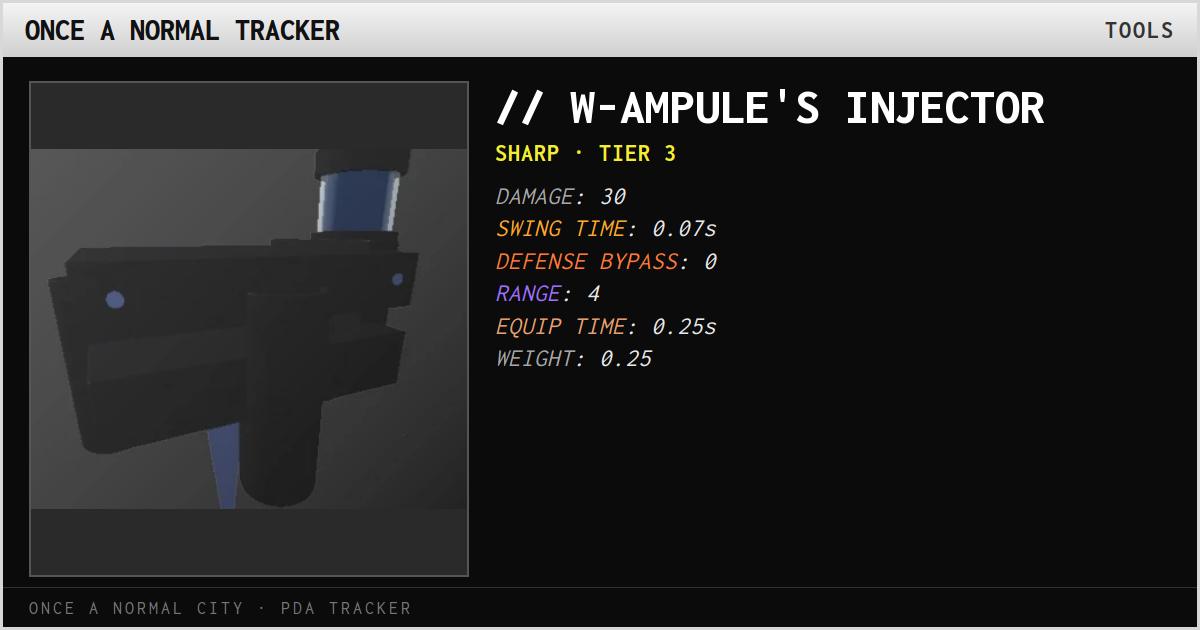 ONCE A NORMAL TRACKER
TOOLS
// W-AMPULE'S INJECTOR
SHARP · TIER 3
DAMAGE: 30
SWING TIME: 0.07s
DEFENSE BYPASS: 0
RANGE: 4
EQUIP TIME: 0.25s
WEIGHT: 0.25
ONCE A NORMAL CITY · PDA TRACKER